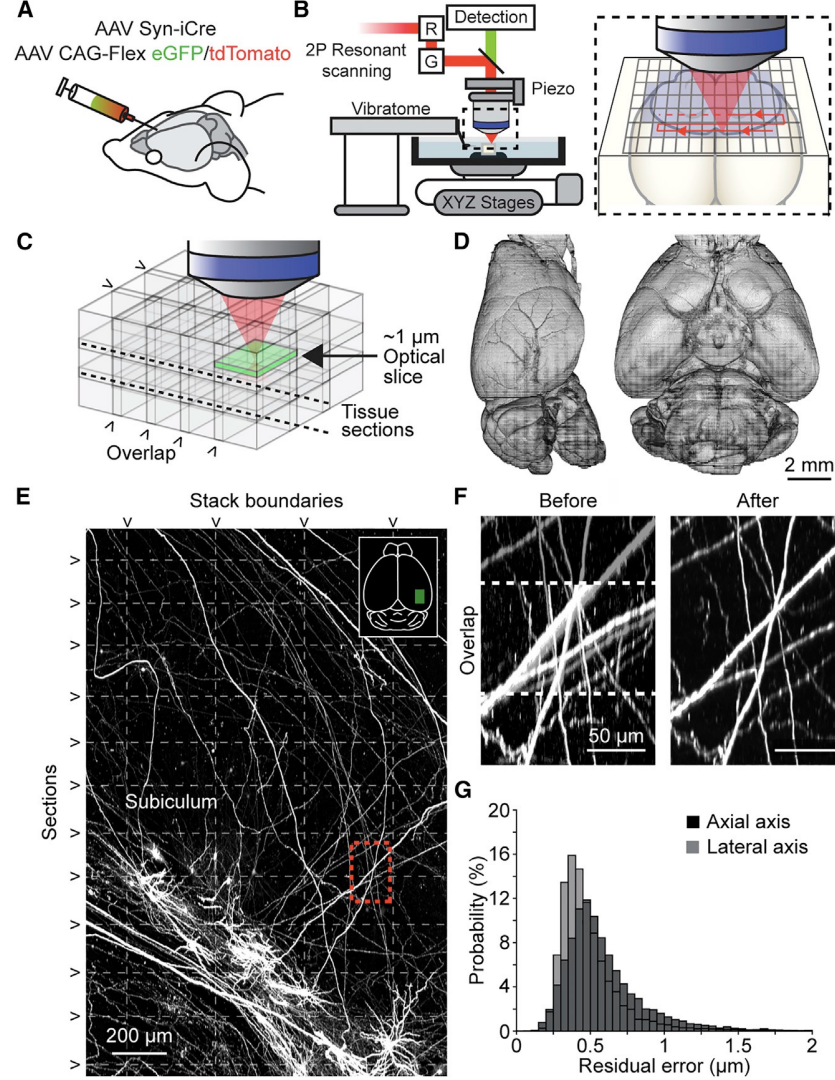 A
AAV Syn-iCre
AAV CAG-Flex eGFP/tdTomato
B
R
G
Detection
2P Resonant
scanning
Piezo
Vibratome
XYZ Stages
C
~1 µm
Optical
slice
Tissue
sections
Overlap
D
2 mm
E
Stack boundaries
Sections
Subiculum
200 µm
F
Before
After
Overlap
50 µm
G
Probability (%)
20
16
12
8
4
0
Axial axis
Lateral axis
0 0.5 1 1.5 2
Residual error (µm)